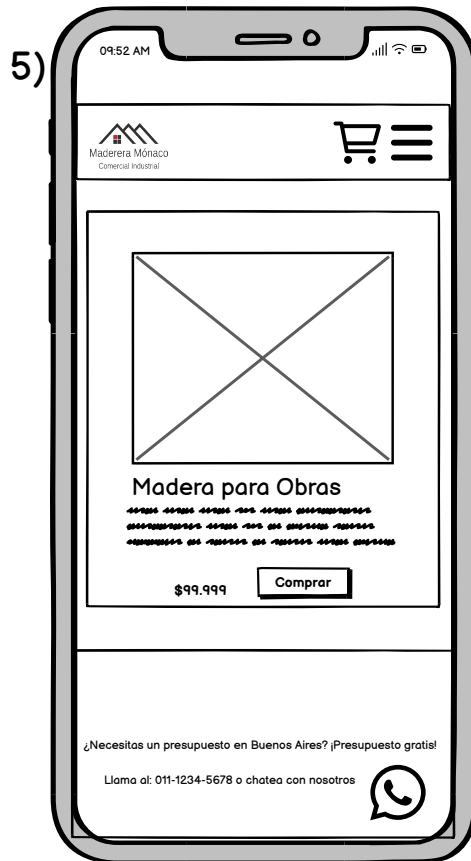 5)
09:52 AM
Maderera Mónaco
Comercial Industrial
Madera para Obras
$99.999
Comprar
¿Necesitas un presupuesto en Buenos Aires? ¡Presupuesto gratis!
Llama al: 011-1234-5678 o chatea con nosotros